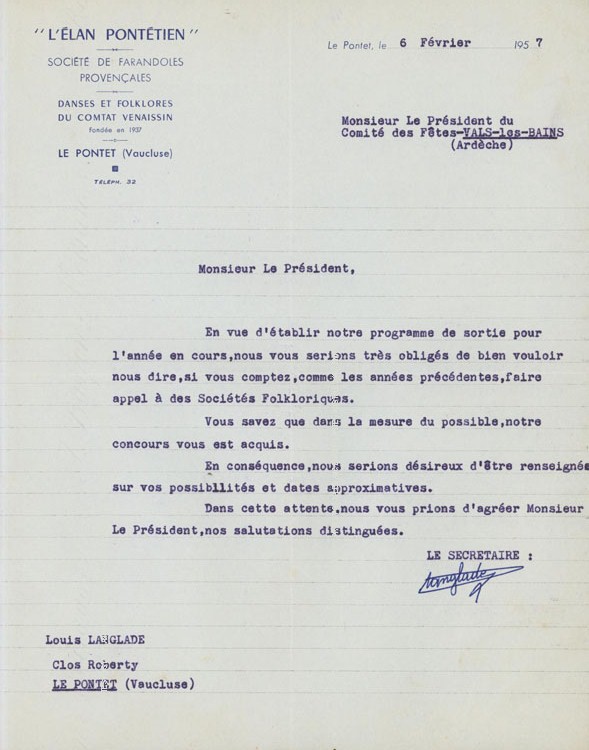 "L'ÉLAN PONTÉTIEN"
SOCIÉTÉ DE FARANDOLES
PROVENÇALES
DANSES ET FOLKLORES
DU COMTAT VENAISSIN
Fondée en 1937
LE PONTET (Vaucluse)
TÉLÉPH. 32
Le Pontet, le 6 Février 1957
Monsieur Le Président du
Comité des Fêtes-VALS-les-BAINS
(Ardèche)
Monsieur Le Président,
En vue d'établir notre programme de sortie pour
l'année en cours,nous vous serions très obligés de bien vouloir
nous dire,si vous comptez,comme les années précédentes,faire
appel à des Sociétés Folkloriques.
Vous savez que dans la mesure du possible,notre
concours vous est acquis.
En conséquence,nous serions désireux d'être renseignés
sur vos possibilités et dates approximatives.
Dans cette attente,nous vous prions d'agréer Monsieur
Le Président,nos salutations distinguées.
LE SECRETAIRE :
Langlade
Louis LANGLADE
Clos Roberty
LE PONTET (Vaucluse)